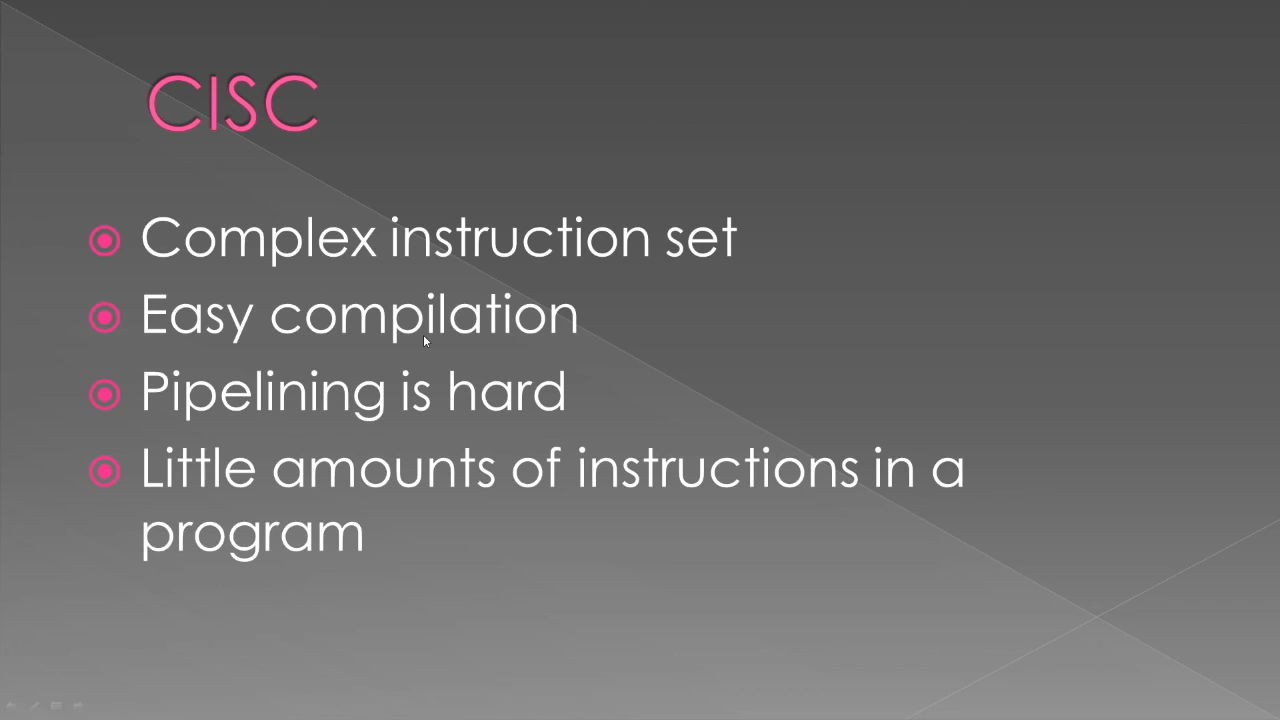 CISC
Complex instruction set
Easy compilation
Pipelining is hard
Little amounts of instructions in a
program